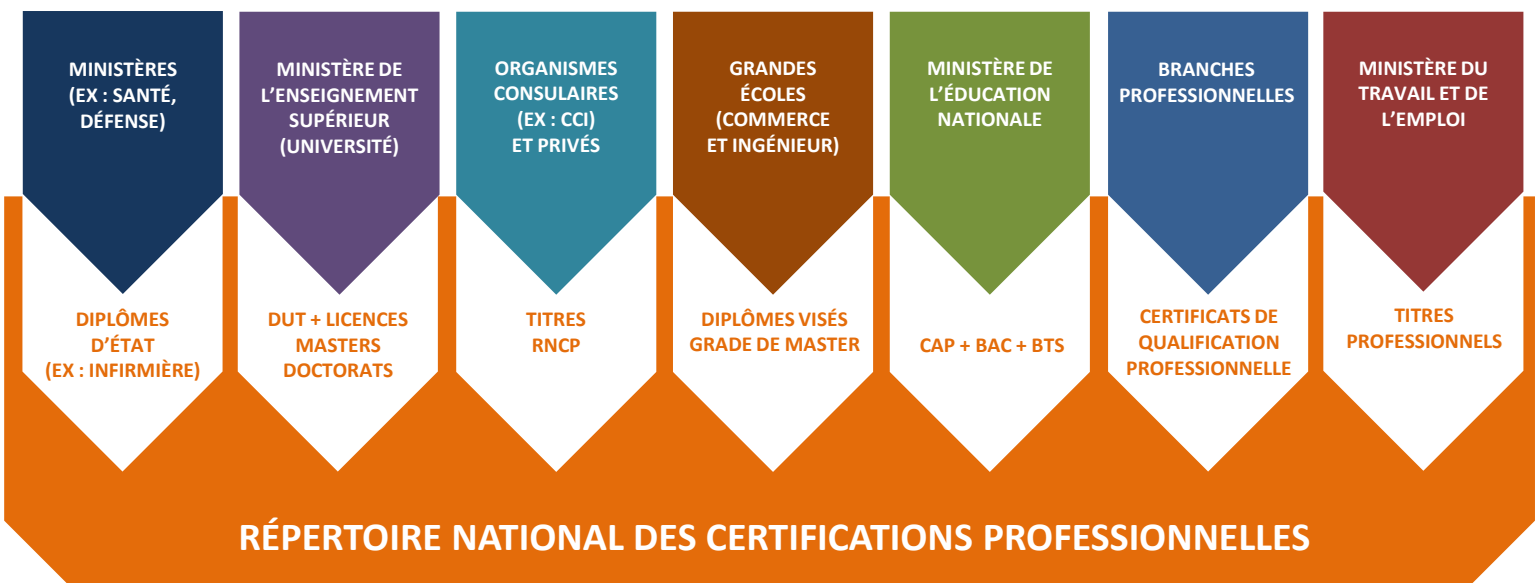 MINISTÈRES
(EX : SANTÉ,
DÉFENSE)
MINISTÈRE DE
L'ENSEIGNEMENT
SUPÉRIEUR
(UNIVERSITÉ)
ORGANISMES
CONSULAIRES
(EX : CCI)
ET PRIVÉS
GRANDES
ÉCOLES
(COMMERCE
ET INGÉNIEUR)
MINISTÈRE DE
L'ÉDUCATION
NATIONALE
BRANCHES
PROFESSIONNELLES
MINISTÈRE DU
TRAVAIL ET DE
L'EMPLOI
DIPLÔMES
D'ÉTAT
(EX : INFIRMIÈRE)
DUT + LICENCES
MASTERS
DOCTORATS
TITRES
RNCP
DIPLÔMES VISÉS
GRADE DE MASTER
CAP + BAC + BTS
CERTIFICATS DE
QUALIFICATION
PROFESSIONNELLE
TITRES
PROFESSIONNELS
RÉPERTOIRE NATIONAL DES CERTIFICATIONS PROFESSIONNELLES